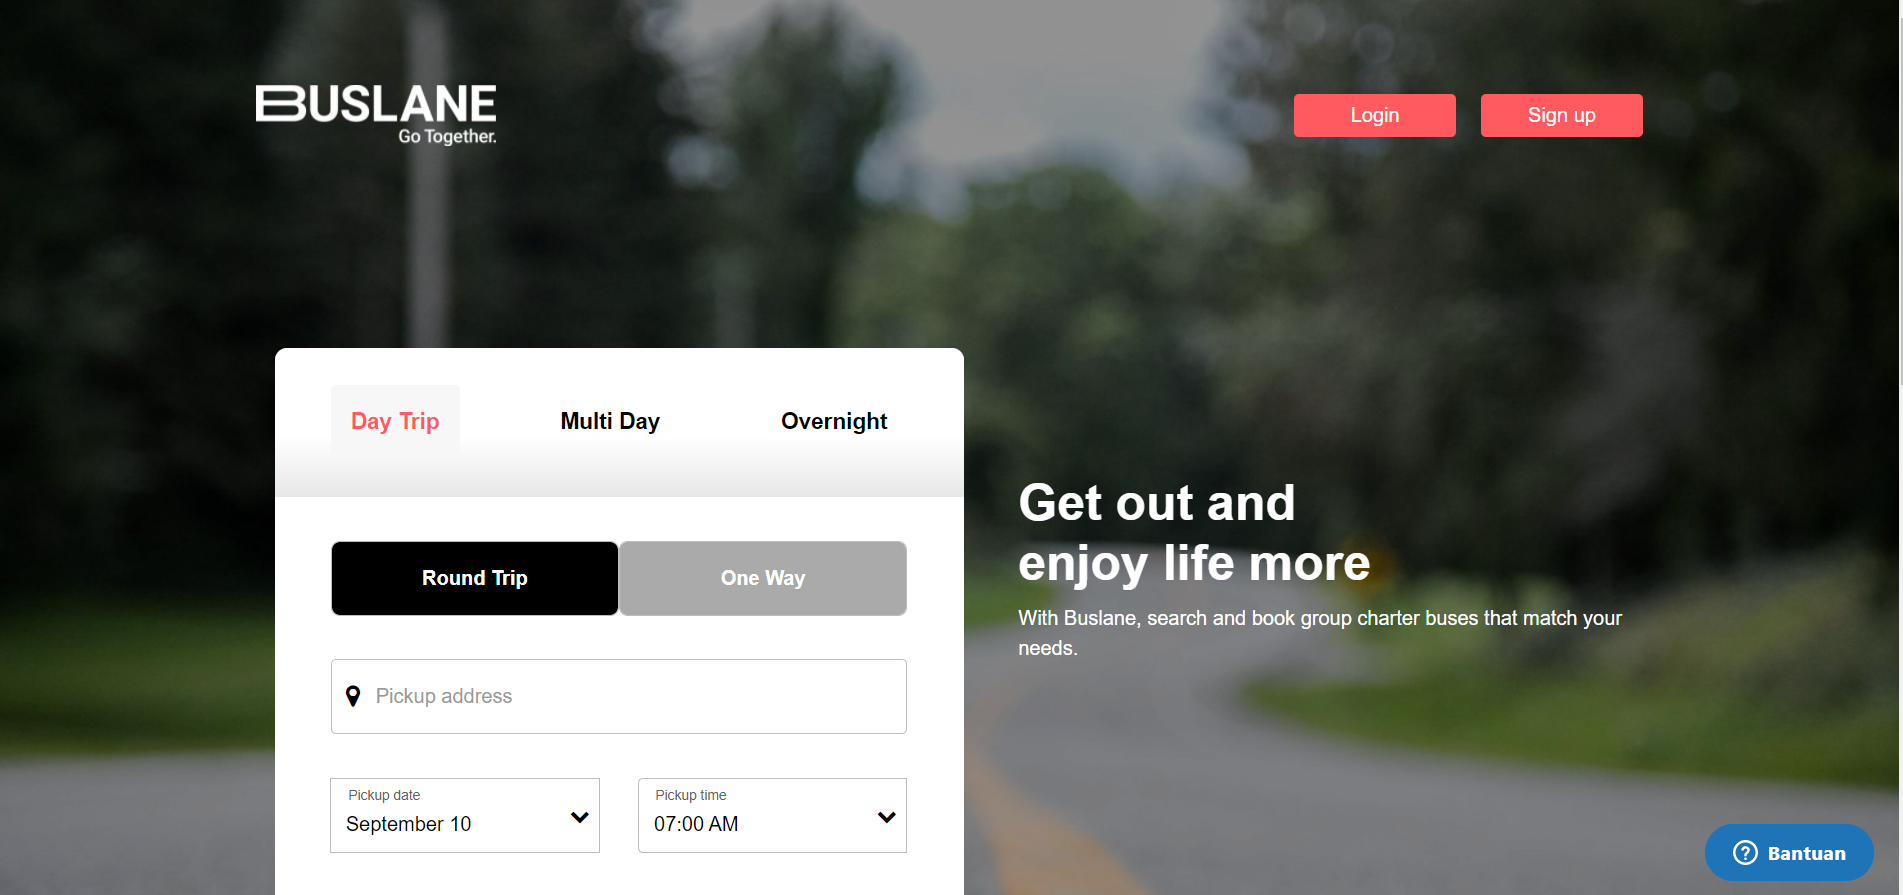 BUSLANE
Go Together.
Login
Sign up
Day Trip
Multi Day
Overnight
Round Trip
One Way
Pickup address
Pickup date
September 10
Pickup time
07:00 AM
Get out and
enjoy life more
With Buslane, search and book group charter buses that match your
needs.
Bantuan